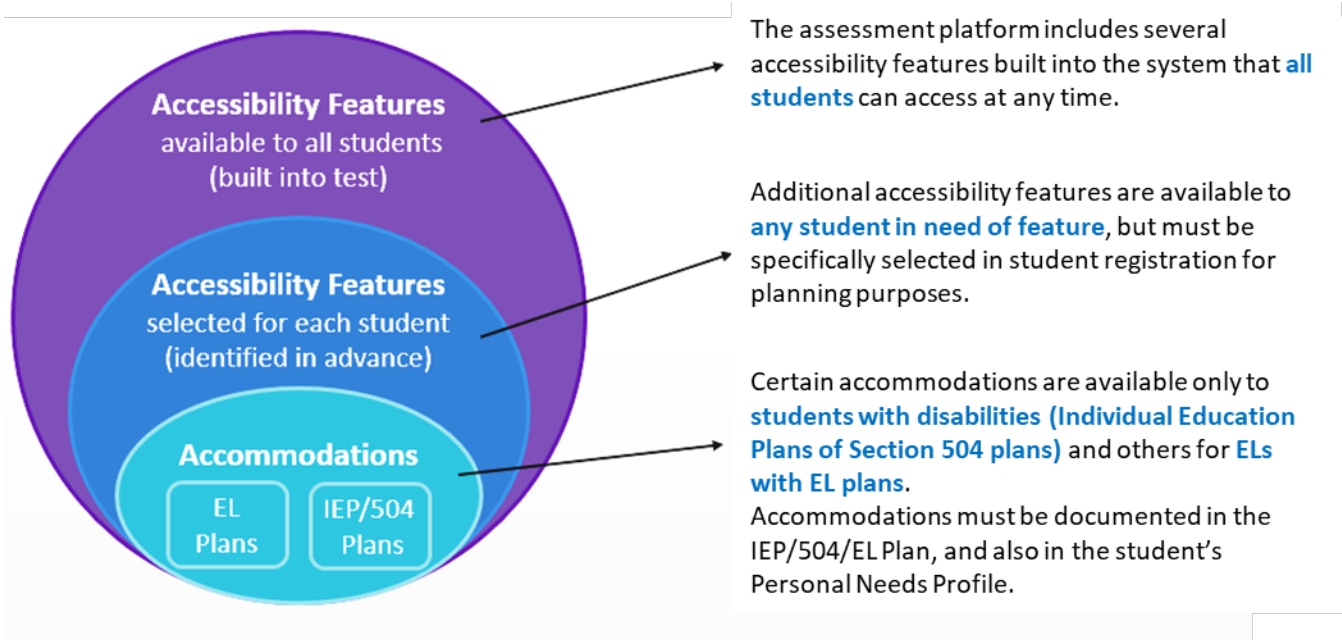 Accessibility Features
available to all students
(built into test)
Accessibility Features
selected for each student
(identified in advance)
Accommodations
EL
Plans
IEP/504
Plans
The assessment platform includes several
accessibility features built into the system that all
students can access at any time.
Additional accessibility features are available to
any student in need of feature, but must be
specifically selected in student registration for
planning purposes.
Certain accommodations are available only to
students with disabilities (Individual Education
Plans of Section 504 plans) and others for ELs
with EL plans.
Accommodations must be documented in the
IEP/504/EL Plan, and also in the student's
Personal Needs Profile.